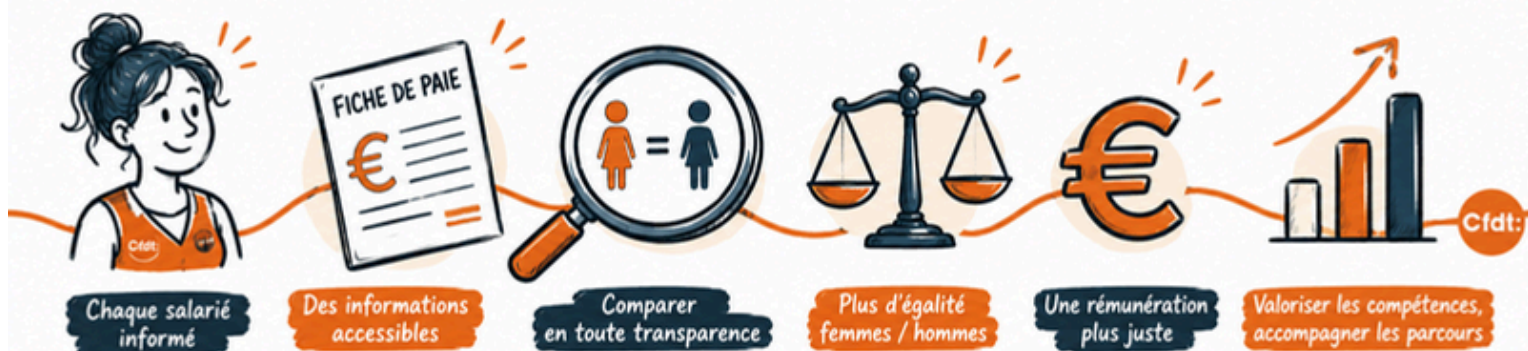 Cfdt:
FICHE DE PAIE
€
=
€
Cfdt:
Chaque salarié
informé
Des informations
accessibles
Comparer
en toute transparence
Plus d'égalité
femmes / hommes
Une rémunération
plus juste
Valoriser les compétences,
accompagner les parcours